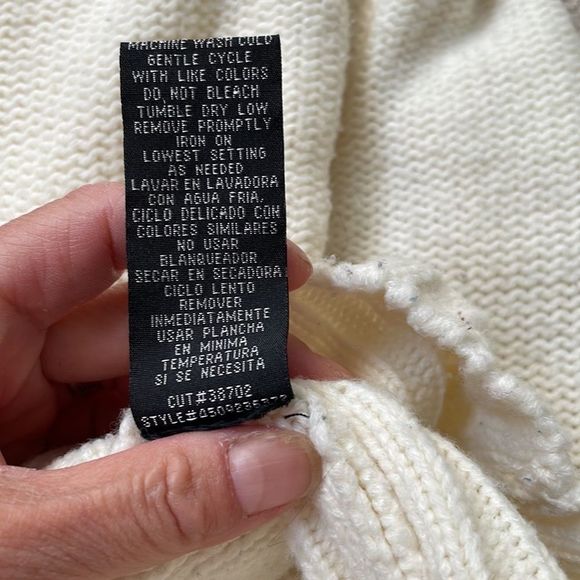 MACHINE WASH COLD
GENTLE CYCLE
WITH LIKE COLORS
DO NOT BLEACH
TUMBLE DRY LOW
REMOVE PROMPTLY
IRON ON
LOWEST SETTING
AS NEEDED
LAVAR EN LAVADORA
CON AGUA FRIA,
CICLO DELICADO CON
COLORES SIMILARES
NO USAR
BLANQUEADOR
SECAR EN SECADORA
CICLO LENTO
REMOVER
INMEDIATAMENTE
USAR PLANCHA
EN MINIMA
TEMPERATURA
SI SE NECESITA
CUT#38702
STYLE#